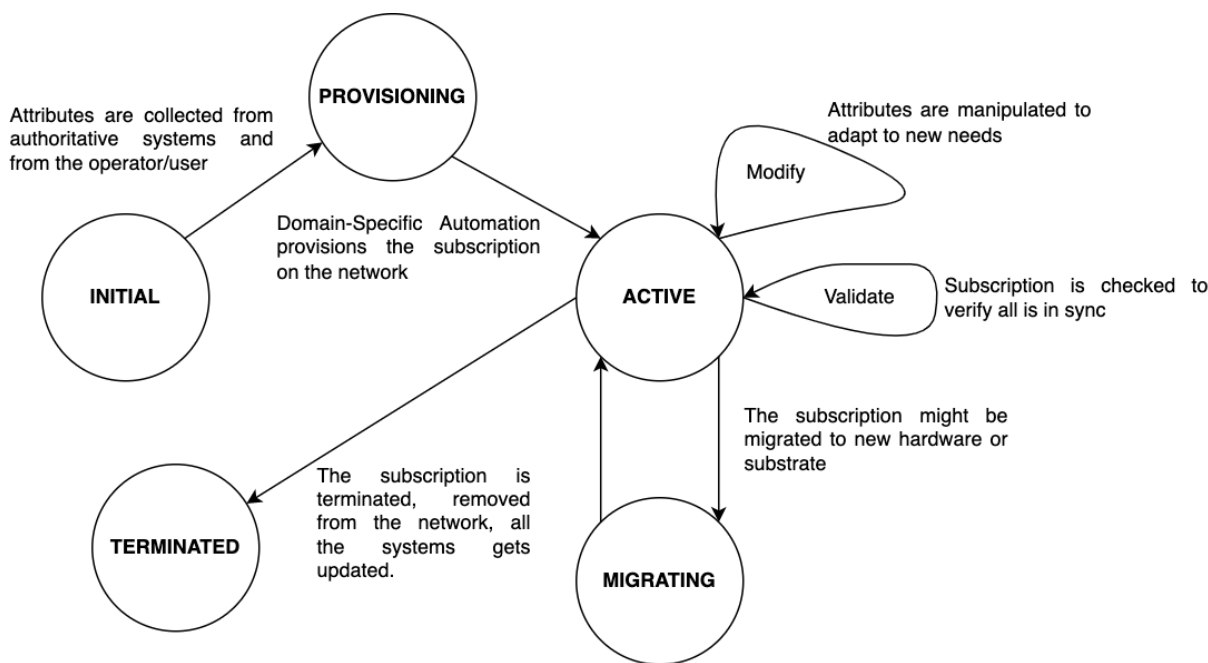 PROVISIONING
Attributes are collected from
authoritative systems and
from the operator/user
Attributes are manipulated to
adapt to new needs
Modify
Domain-Specific Automation
provisions the subscription
on the network
INITIAL
ACTIVE
Validate
Subscription is checked to
verify all is in sync
The subscription might be
migrated to new hardware or
substrate
The subscription is
terminated, removed
from the network, all
the systems gets
updated.
TERMINATED
MIGRATING